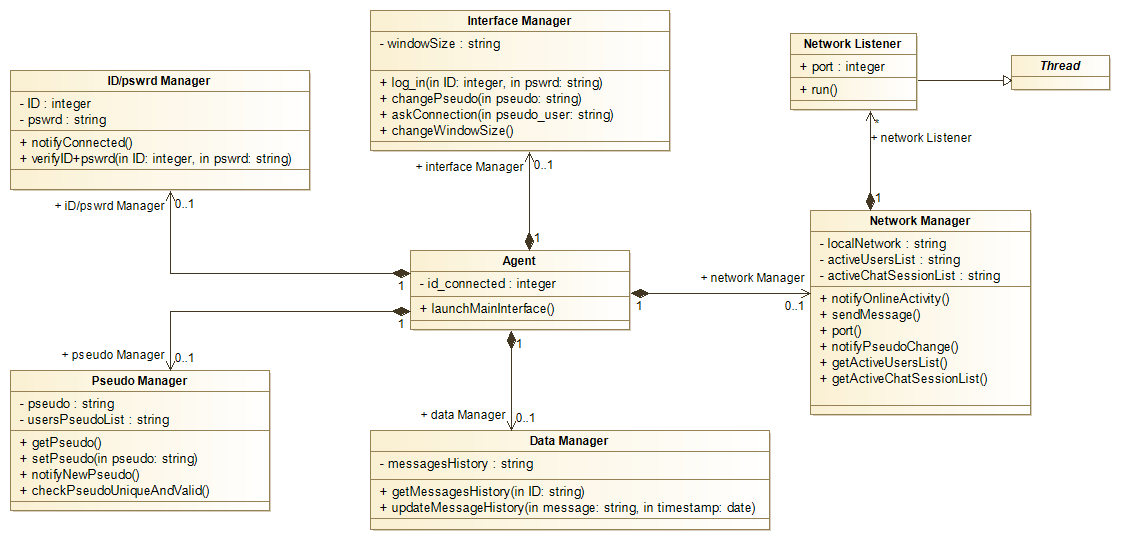 Interface Manager
- windowSize : string
+ log_in(in ID: integer, in pswrd: string)
+ changePseudo(in pseudo: string)
+ askConnection(in pseudo_user: string)
+ changeWindowSize()
Network Listener
+ port : integer
+ run()
Thread
ID/pswrd Manager
- ID : integer
- pswrd : string
+ notifyConnected()
+ verifyID+pswrd(in ID: integer, in pswrd: string)
*
+ network Listener
1
+ interface Manager
0..1
1
+ iD/pswrd Manager
0..1
1
Network Manager
- localNetwork : string
- activeUsersList : string
- activeChatSessionList : string
+ notifyOnlineActivity()
+ sendMessage()
+ port()
+ notifyPseudoChange()
+ getActiveUsersList()
+ getActiveChatSessionList()
Agent
- id_connected : integer
+ launchMainInterface()
+ network Manager
1
0..1
1
+ pseudo Manager
0..1
1
+ data Manager
0..1
Pseudo Manager
- pseudo : string
- usersPseudoList : string
+ getPseudo()
+ setPseudo(in pseudo: string)
+ notifyNewPseudo()
+ checkPseudoUniqueAndValid()
Data Manager
- messagesHistory : string
+ getMessagesHistory(in ID: string)
+ updateMessageHistory(in message: string, in timestamp: date)